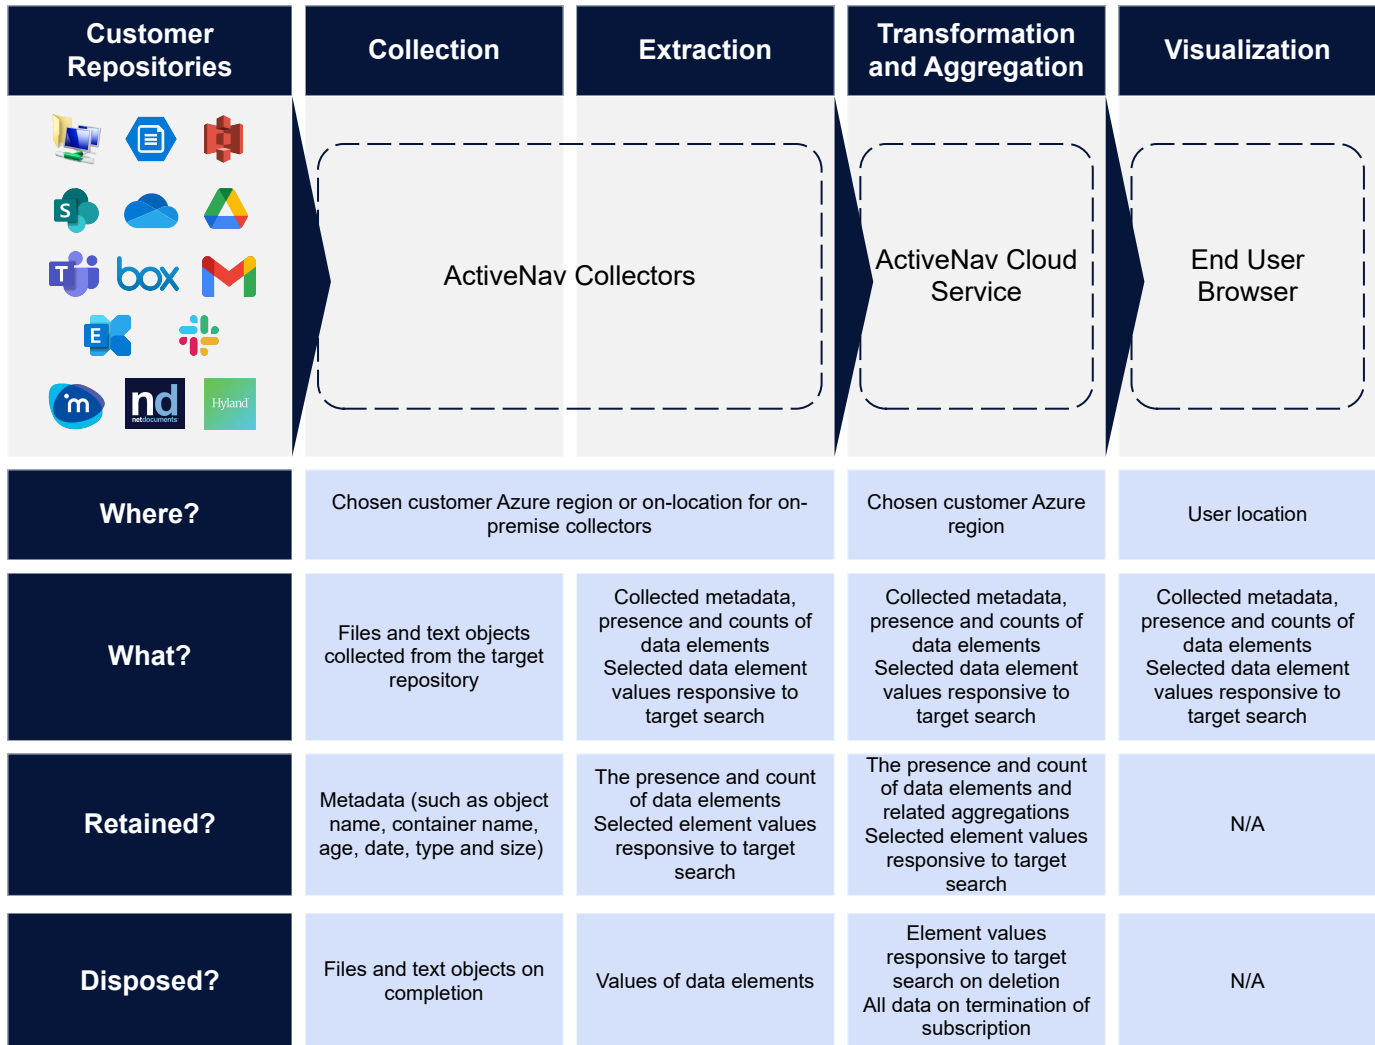 Customer
Repositories
Collection
Extraction
Transformation
and Aggregation
Visualization
S
T
box
E
m
nd
netdocuments
Hyland
ActiveNav Collectors
ActiveNav Cloud
Service
End User
Browser
Where?
Chosen customer Azure region or on-location for on-
premise collectors
Chosen customer Azure
region
User location
What?
Files and text objects
collected from the target
repository
Collected metadata,
presence and counts of
data elements
Selected data element
values responsive to
target search
Collected metadata,
presence and counts of
data elements
Selected data element
values responsive to
target search
Collected metadata,
presence and counts of
data elements
Selected data element
values responsive to
target search
Retained?
Metadata (such as object
name, container name,
age, date, type and size)
The presence and count
of data elements
Selected element values
responsive to target
search
The presence and count
of data elements and
related aggregations
Selected element values
responsive to target
search
N/A
Disposed?
Files and text objects on
completion
Values of data elements
Element values
responsive to target
search on deletion
All data on termination of
subscription
N/A